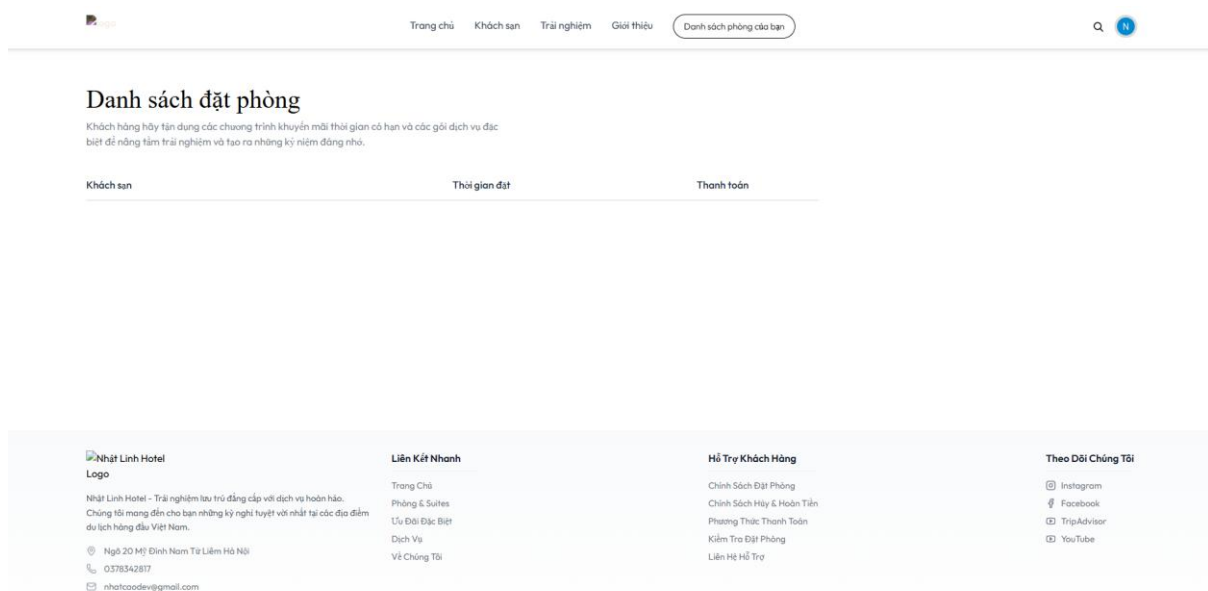 logo
Trang chủ Khách sạn Trải nghiệm Giới thiệu Danh sách phòng của bạn N
Danh sách đặt phòng
Khách hàng hãy tận dụng các chương trình khuyến mãi thời gian có hạn và các gói dịch vụ đặc
biệt để nâng tầm trải nghiệm và tạo ra những kỷ niệm đáng nhớ.
Khách sạn Thời gian đặt Thanh toán
Nhật Linh Hotel
Logo
Nhật Linh Hotel - Trải nghiệm lưu trú đẳng cấp với dịch vụ hoàn hảo.
Chúng tôi mang đến cho bạn những kỳ nghỉ tuyệt vời nhất tại các địa điểm
du lịch hàng đầu Việt Nam.
Ngõ 20 Mỹ Đình Nam Từ Liêm Hà Nội
0378342817
nhatcaodev@gmail.com
Liên Kết Nhanh
Trang Chủ
Phòng & Suites
Ưu Đãi Đặc Biệt
Dịch Vụ
Về Chúng Tôi
Hỗ Trợ Khách Hàng
Chính Sách Đặt Phòng
Chính Sách Hủy & Hoàn Tiền
Phương Thức Thanh Toán
Kiểm Tra Đặt Phòng
Liên Hệ Hỗ Trợ
Theo Dõi Chúng Tôi
Instagram
Facebook
TripAdvisor
YouTube